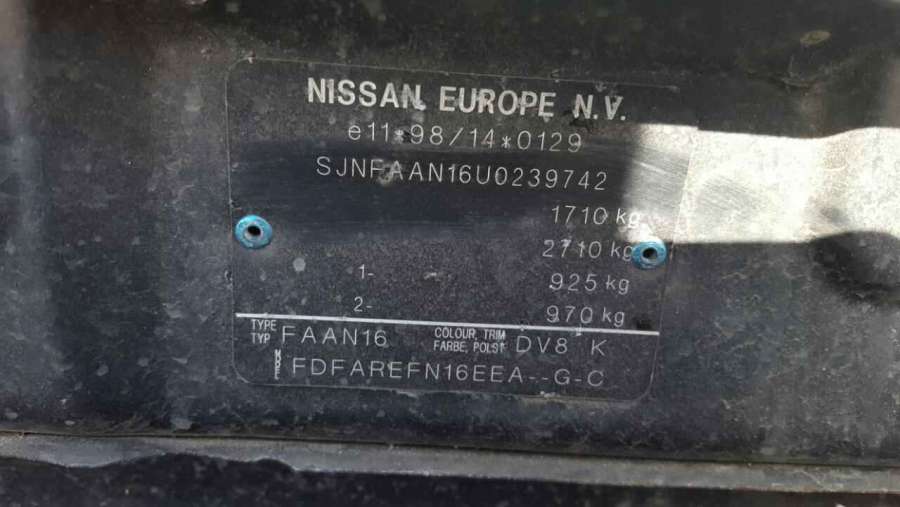 NISSAN EUROPE N.V.
e11*98/14*0129
SJNFAAN16U0239742
1710 kg
2710 kg
1- 925 kg
2- 970 kg
TYPE TYP FAAN16 COLOUR, TRIM FARBE, POLST DV8 K
FDFAREFN16EEA--G-C